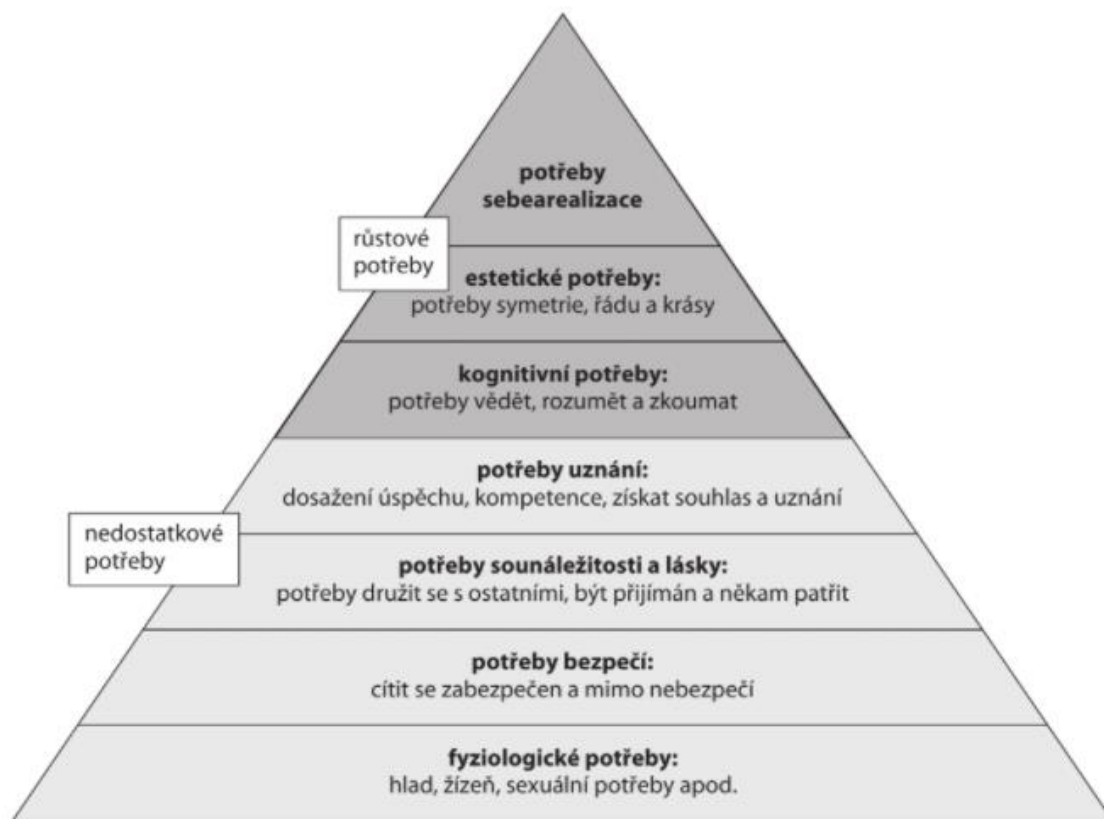 potřeby
sebearealizace
růstové
potřeby
estetické potřeby:
potřeby symetrie, řádu a krásy
kognitivní potřeby:
potřeby vědět, rozumět a zkoumat
potřeby uznání:
dosažení úspěchu, kompetence, získat souhlas a uznání
nedostatkové
potřeby
potřeby sounáležitosti a lásky:
potřeby družit se s ostatními, být přijímán a někam patřit
potřeby bezpečí:
cítit se zabezpečen a mimo nebezpečí
fyziologické potřeby:
hlad, žízeň, sexuální potřeby apod.